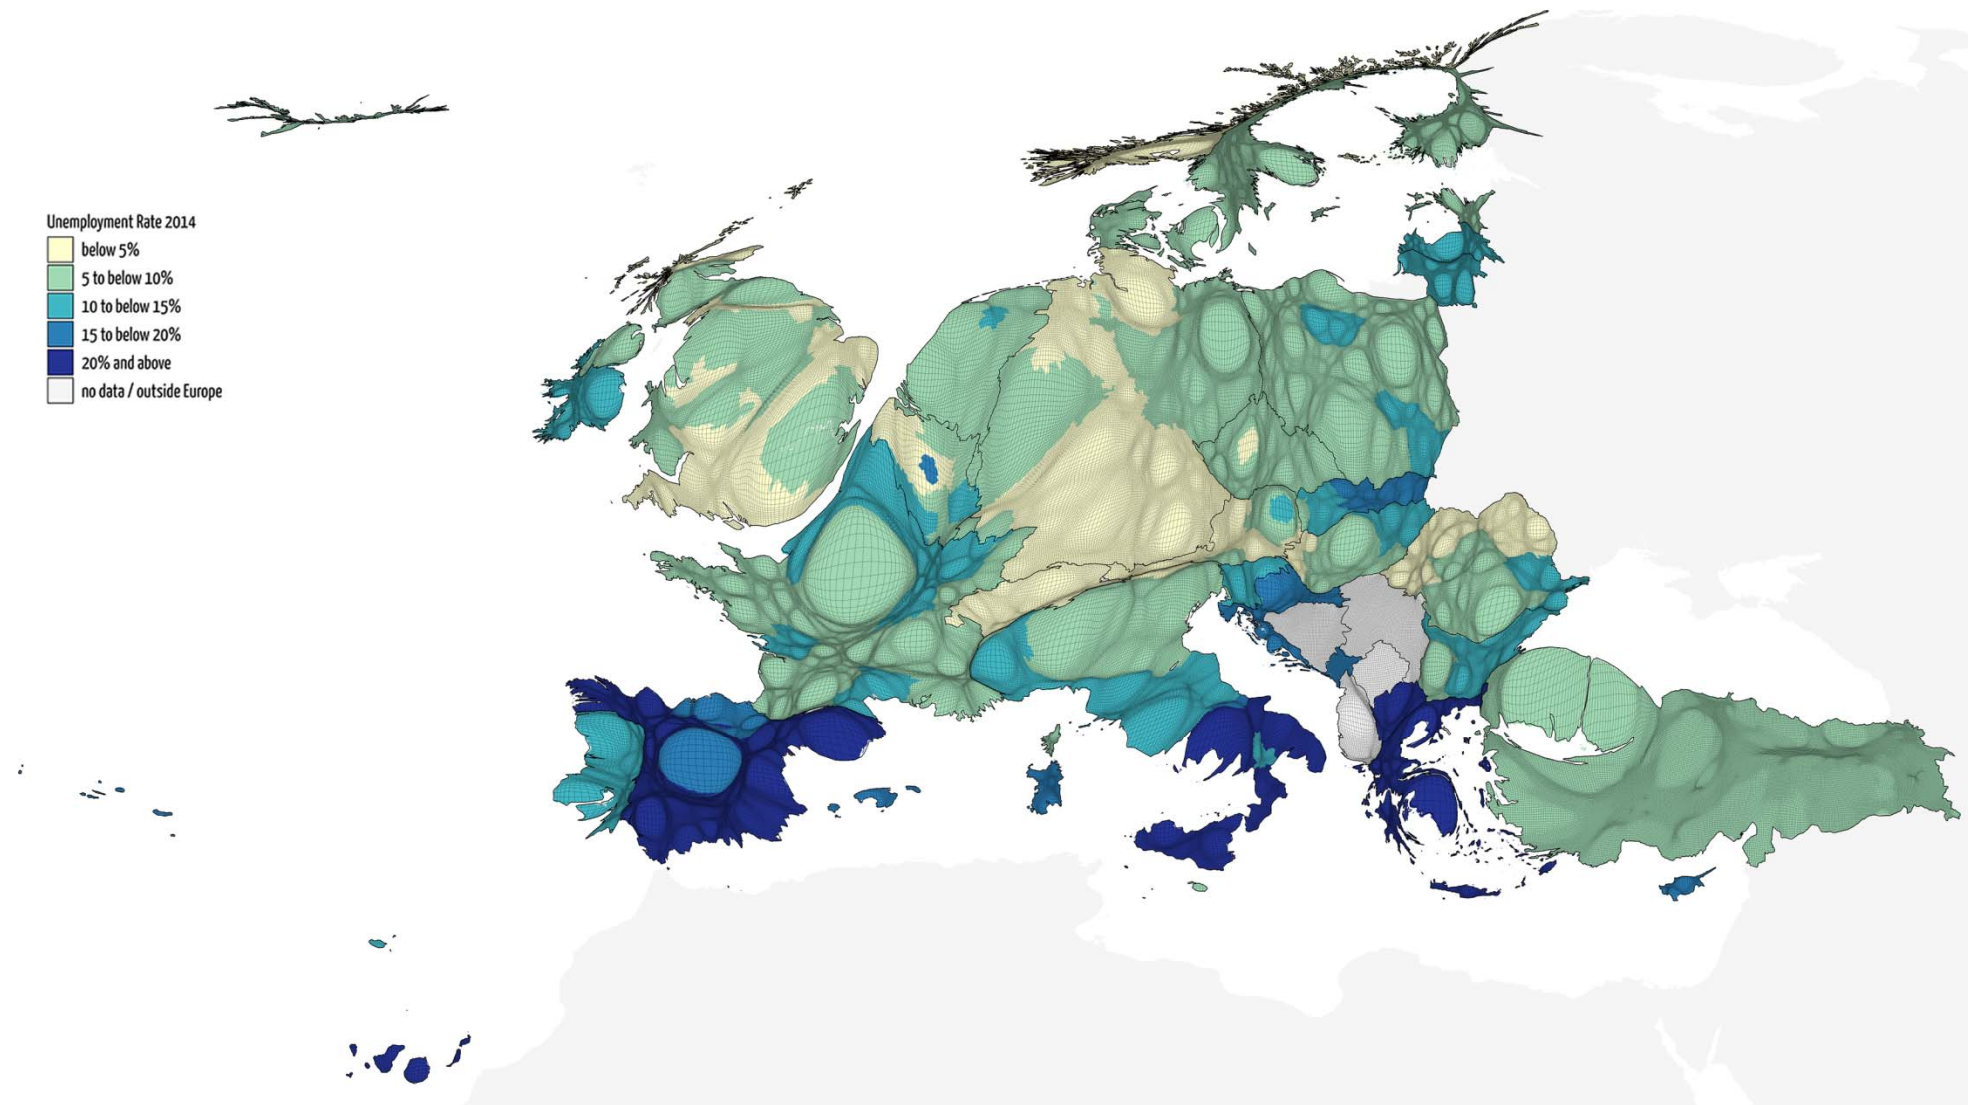 Unemployment Rate 2014
below 5%
5 to below 10%
10 to below 15%
15 to below 20%
20% and above
no data / outside Europe